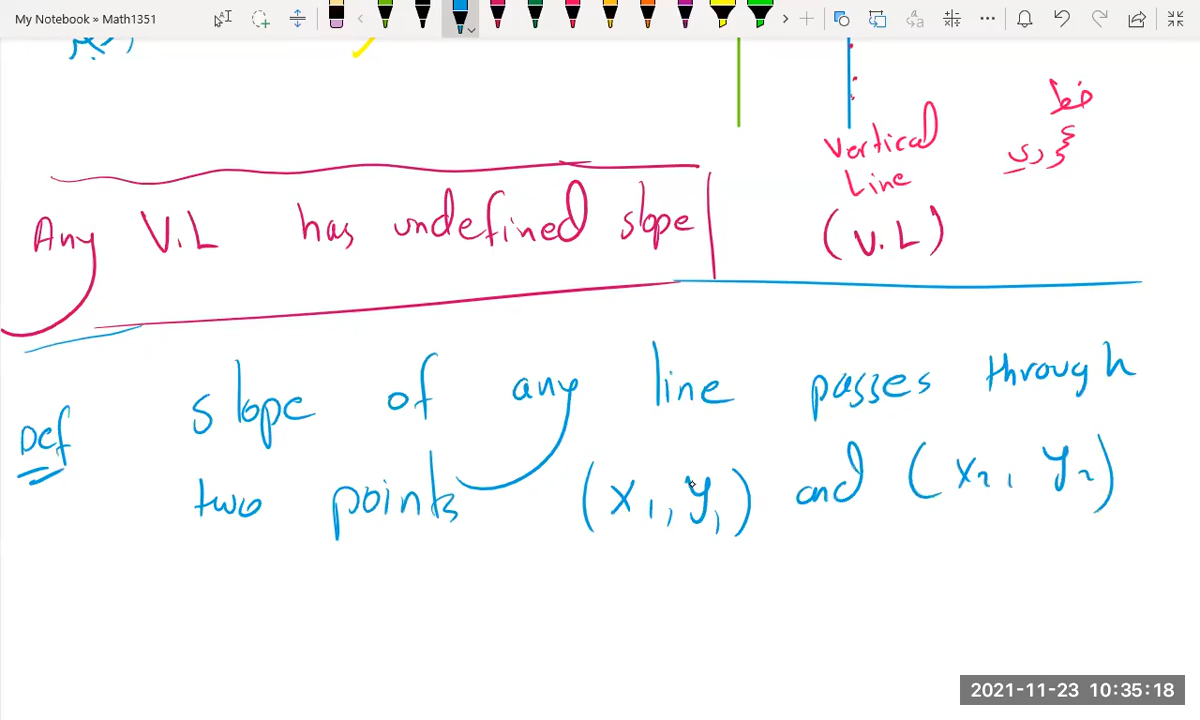 My Notebook » Math1351
Vertical
Line
(V.L)
خط
Any V.L has undefined slope
Def slope of any line passes through
two points (x₁, y₁) and (x₂, y₂)
2021-11-23 10:35:18